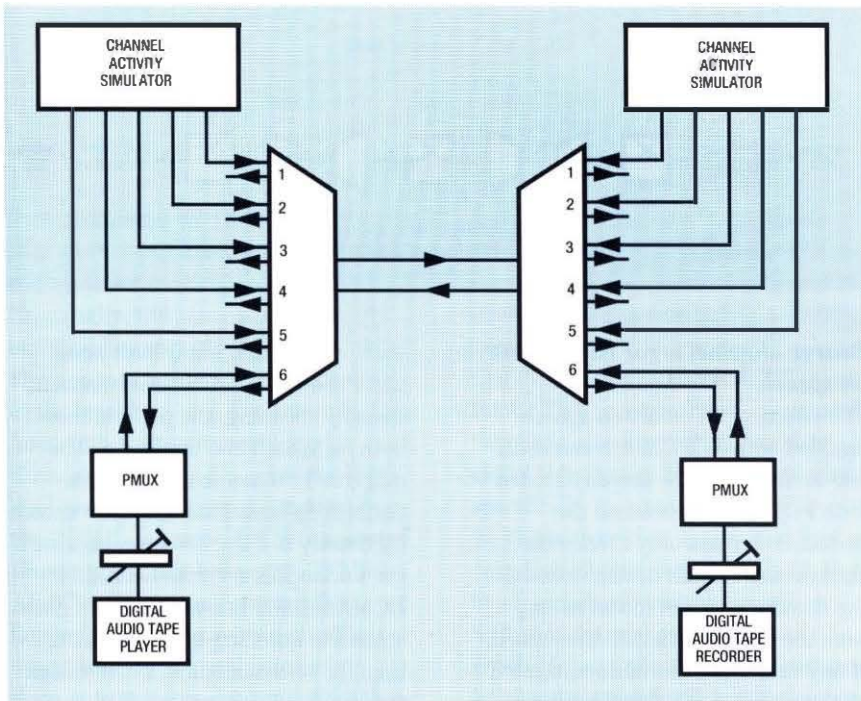 CHANNEL
ACTIVITY
SIMULATOR
CHANNEL
ACTIVITY
SIMULATOR
1
2
3
4
5
6
1
2
3
4
5
6
PMUX
PMUX
DIGITAL
AUDIO TAPE
PLAYER
DIGITAL
AUDIO TAPE
RECORDER